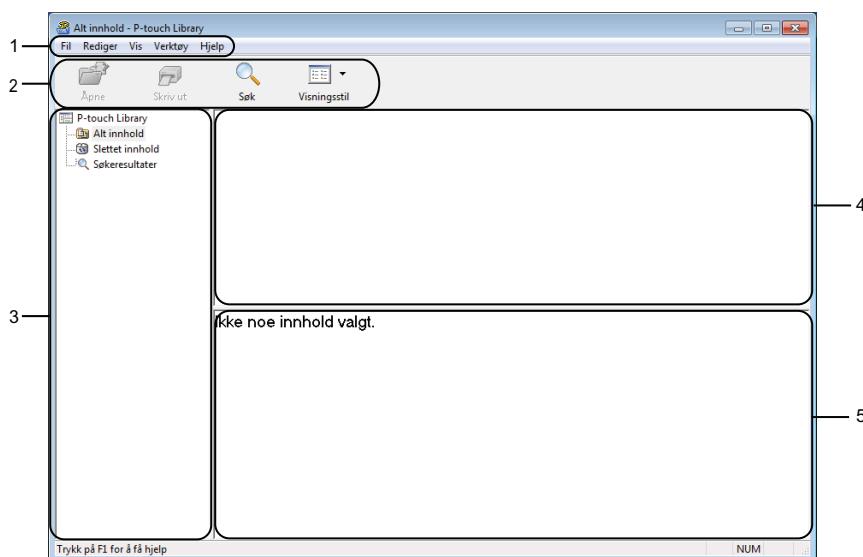 Alt innhold - P-touch Library
1
Fil Rediger Vis Verktøy Hjelp
2
Åpne Skriv ut Søk Visningsstil
P-touch Library
Alt innhold
Slettet innhold
Søkeresultater
4
3
Ikke noe innhold valgt.
5
Trykk på F1 for å få hjelp NUM